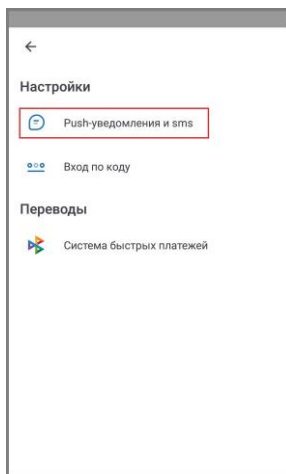 Настройки
Push-уведомления и sms
Вход по коду
Переводы
Система быстрых платежей